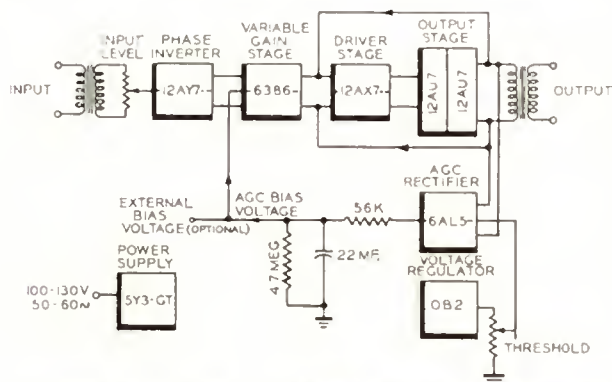 INPUT
INPUT
LEVEL
PHASE
INVERTER
12AY7
VARIABLE
GAIN
STAGE
6386
DRIVER
STAGE
12AX7
OUTPUT
STAGE
12AU7
12AU7
OUTPUT
EXTERNAL
BIAS
VOLTAGE (OPTIONAL)
AGC BIAS
VOLTAGE
56K
AGC
RECTIFIER
6AL5
4.7 MEG
.22 MF.
POWER
SUPPLY
100-130V
50-60~
5Y3-GT
VOLTAGE
REGULATOR
OB2
THRESHOLD